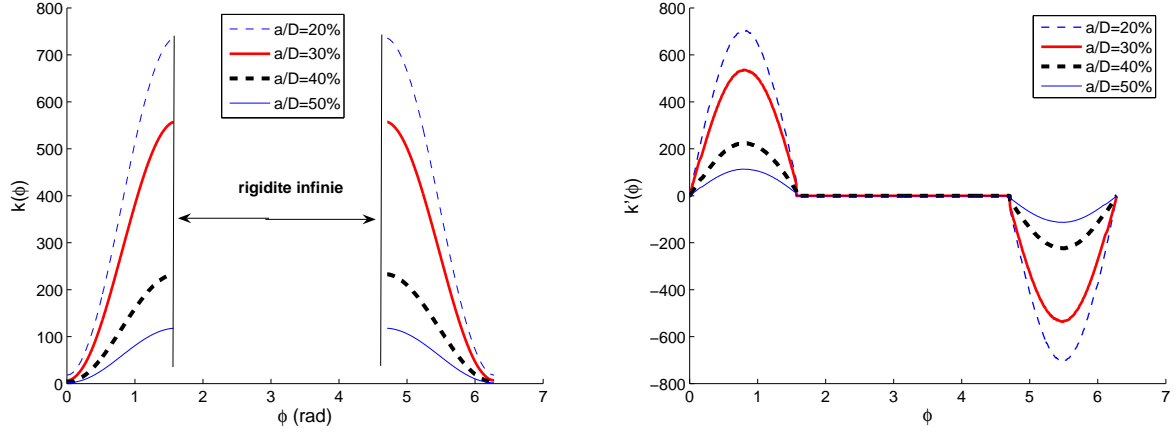 800
700
600
500
400
300
200
100
0
k(ϕ)
a/D=20%
a/D=30%
a/D=40%
a/D=50%
rigidite infinie
0 1 2 3 4 5 6 7
ϕ (rad)
800
600
400
200
0
−200
−400
−600
−800
k'(ϕ)
a/D=20%
a/D=30%
a/D=40%
a/D=50%
0 1 2 3 4 5 6 7
ϕ